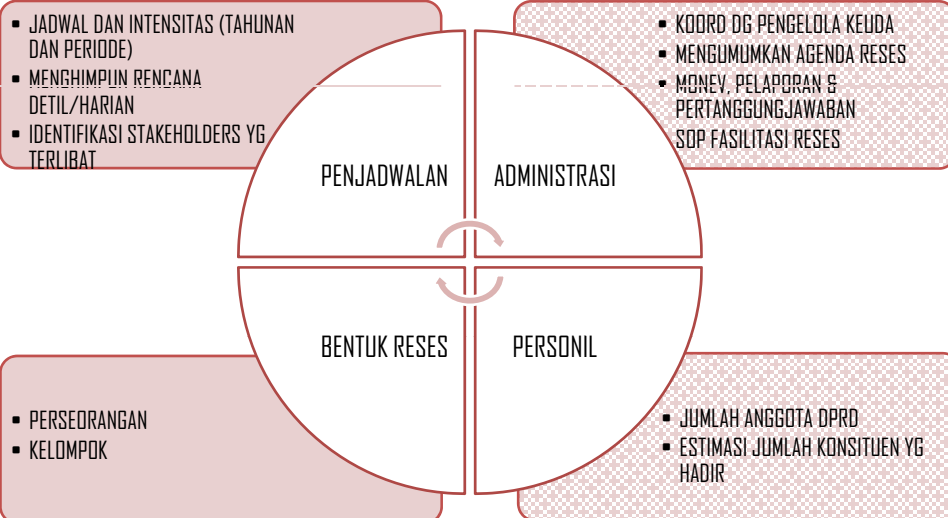 ▪ JADWAL DAN INTENSITAS (TAHUNAN
DAN PERIODE)
▪ MENGHIMPUN RENCANA
DETIL/HARIAN
▪ IDENTIFIKASI STAKEHOLDERS YG
TERLIBAT
▪ KOORD DG PENGELOLA KEUDA
▪ MENGUMUMKAN AGENDA RESES
▪ MONEV, PELAPORAN &
PERTANGGUNGJAWABAN
SOP FASILITASI RESES
PENJADWALAN
ADMINISTRASI
BENTUK RESES
PERSONIL
▪ PERSEORANGAN
▪ KELOMPOK
▪ JUMLAH ANGGOTA DPRD
▪ ESTIMASI JUMLAH KONSITUEN YG
HADIR